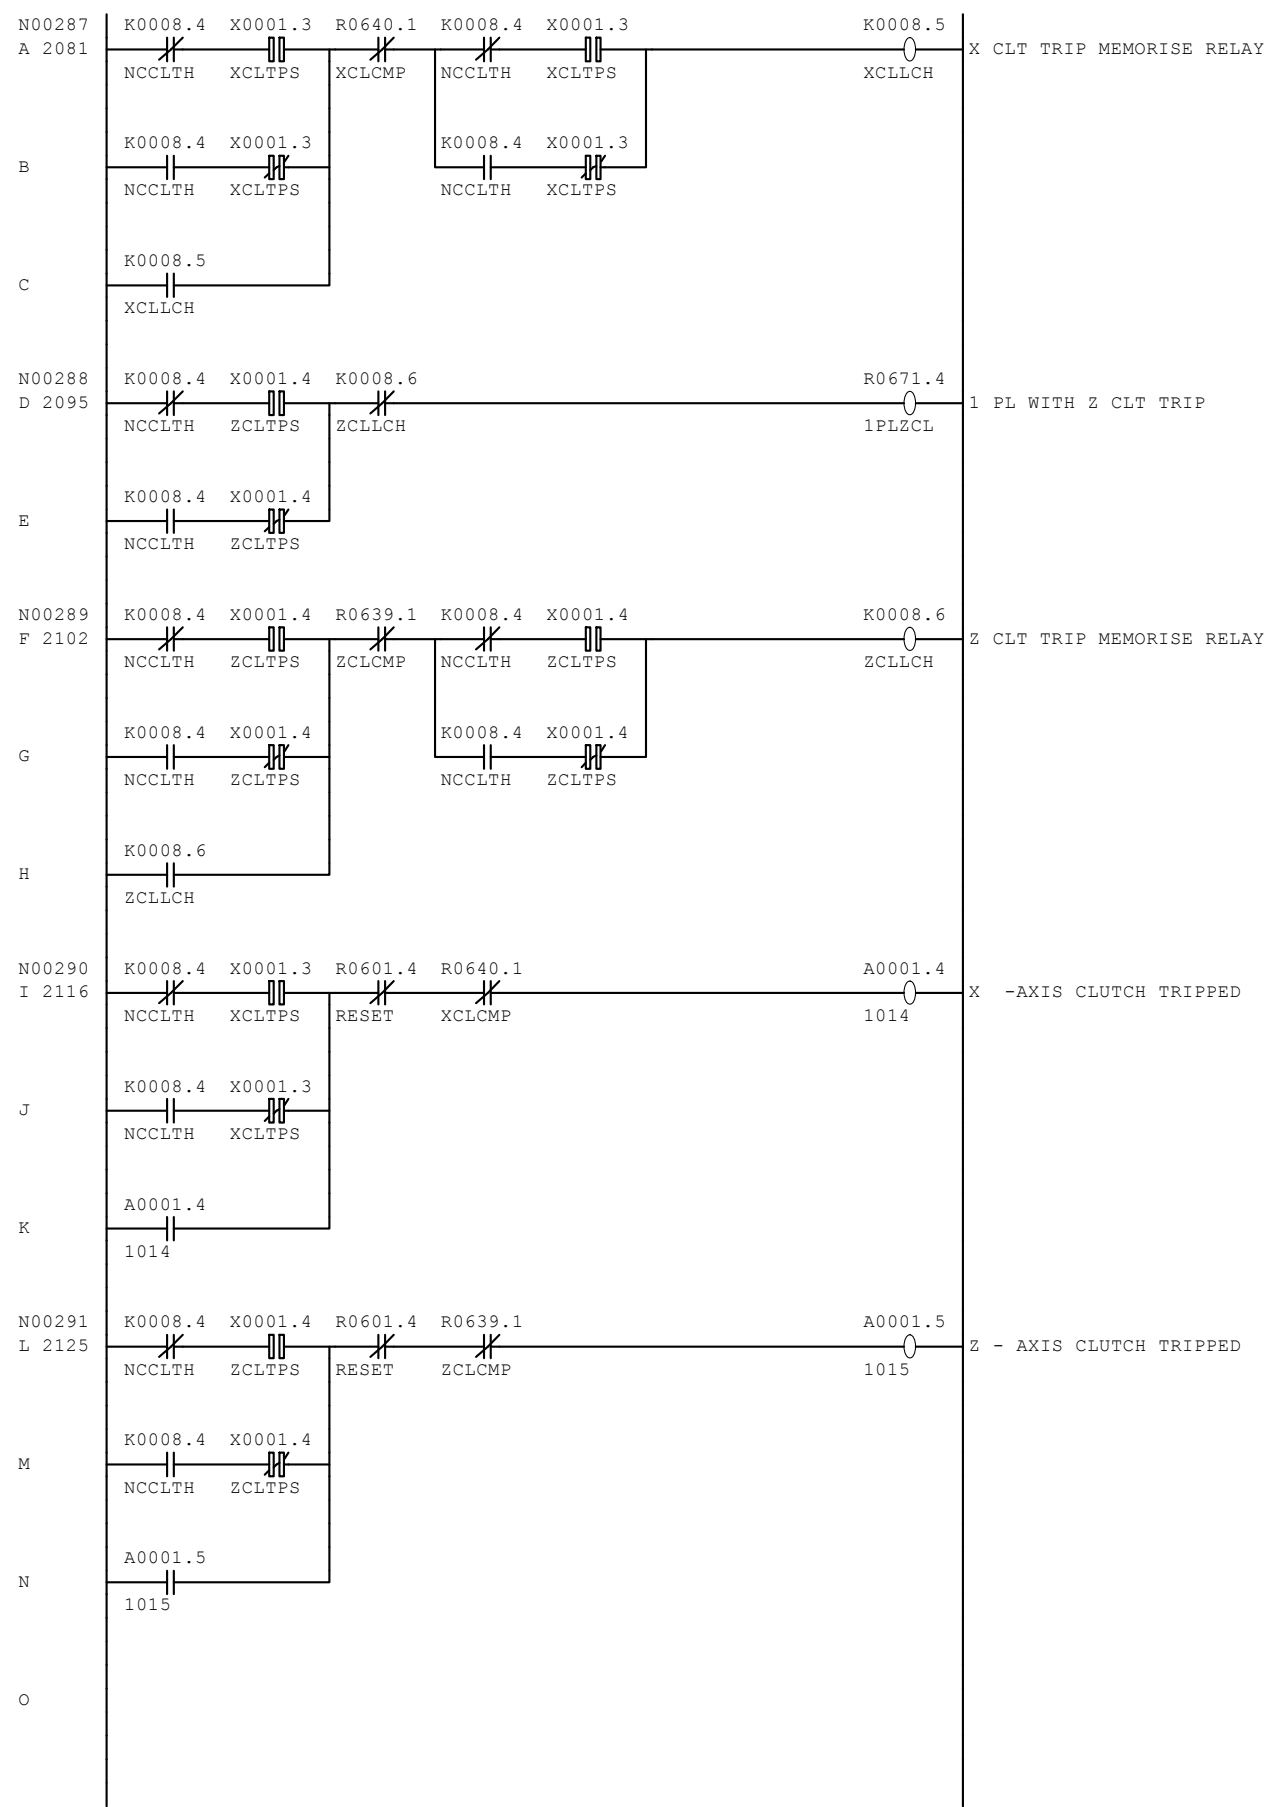 N00287 K0008.4 X0001.3 R0640.1 K0008.4 X0001.3 K0008.5
A 2081 X CLT TRIP MEMORISE RELAY
NCCLTH XCLTPS XCLCMP NCCLTH XCLTPS XCLLCH
K0008.4 X0001.3 K0008.4 X0001.3
B
NCCLTH XCLTPS NCCLTH XCLTPS
K0008.5
C
XCLLCH
N00288 K0008.4 X0001.4 K0008.6 R0671.4
D 2095 1 PL WITH Z CLT TRIP
NCCLTH ZCLTPS ZCLLCH 1PLZCL
K0008.4 X0001.4
E
NCCLTH ZCLTPS
N00289 K0008.4 X0001.4 R0639.1 K0008.4 X0001.4 K0008.6
F 2102 Z CLT TRIP MEMORISE RELAY
NCCLTH ZCLTPS ZCLCMP NCCLTH ZCLTPS ZCLLCH
K0008.4 X0001.4 K0008.4 X0001.4
G
NCCLTH ZCLTPS NCCLTH ZCLTPS
K0008.6
H
ZCLLCH
N00290 K0008.4 X0001.3 R0601.4 R0640.1 A0001.4
I 2116 X -AXIS CLUTCH TRIPPED
NCCLTH XCLTPS RESET XCLCMP 1014
K0008.4 X0001.3
J
NCCLTH XCLTPS
A0001.4
K
1014
N00291 K0008.4 X0001.4 R0601.4 R0639.1 A0001.5
L 2125 Z - AXIS CLUTCH TRIPPED
NCCLTH ZCLTPS RESET ZCLCMP 1015
K0008.4 X0001.4
M
NCCLTH ZCLTPS
A0001.5
N
1015
O